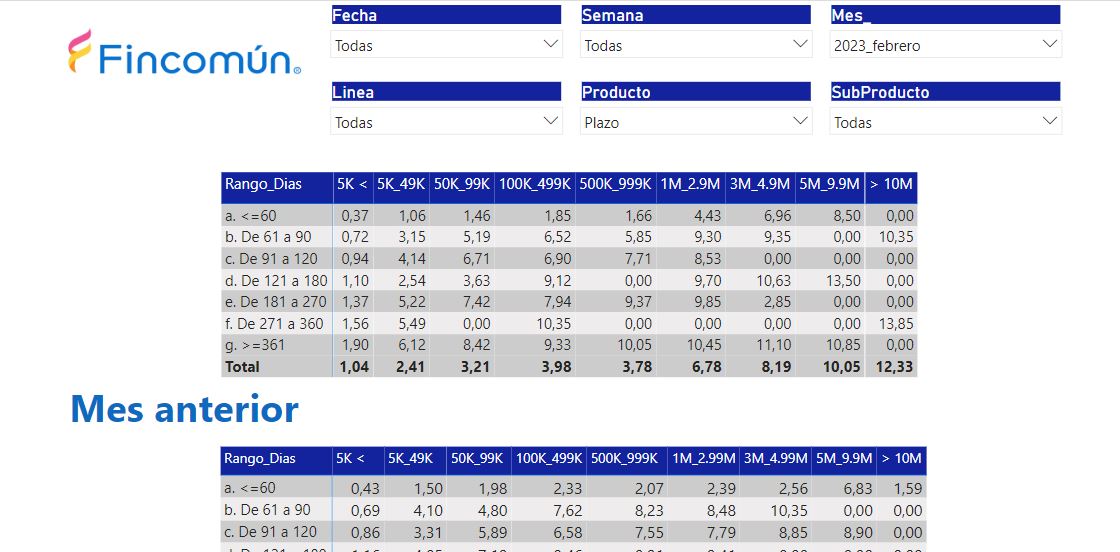 Fincomún®
Fecha Semana Mes_
Todas Todas 2023_febrero
Linea Producto SubProducto
Todas Plazo Todas
Rango_Dias 5K < 5K_49K 50K_99K 100K_499K 500K_999K 1M_2.9M 3M_4.9M 5M_9.9M > 10M
a. <=60 0,37 1,06 1,46 1,85 1,66 4,43 6,96 8,50 0,00
b. De 61 a 90 0,72 3,15 5,19 6,52 5,85 9,30 9,35 0,00 10,35
c. De 91 a 120 0,94 4,14 6,71 6,90 7,71 8,53 0,00 0,00 0,00
d. De 121 a 180 1,10 2,54 3,63 9,12 0,00 9,70 10,63 13,50 0,00
e. De 181 a 270 1,37 5,22 7,42 7,94 9,37 9,85 2,85 0,00 0,00
f. De 271 a 360 1,56 5,49 0,00 10,35 0,00 0,00 0,00 0,00 13,85
g. >=361 1,90 6,12 8,42 9,33 10,05 10,45 11,10 10,85 0,00
Total 1,04 2,41 3,21 3,98 3,78 6,78 8,19 10,05 12,33
Mes anterior
Rango_Dias 5K < 5K_49K 50K_99K 100K_499K 500K_999K 1M_2.99M 3M_4.99M 5M_9.9M > 10M
a. <=60 0,43 1,50 1,98 2,33 2,07 2,39 2,56 6,83 1,59
b. De 61 a 90 0,69 4,10 4,80 7,62 8,23 8,48 10,35 0,00 0,00
c. De 91 a 120 0,86 3,31 5,89 6,58 7,55 7,79 8,85 8,90 0,00